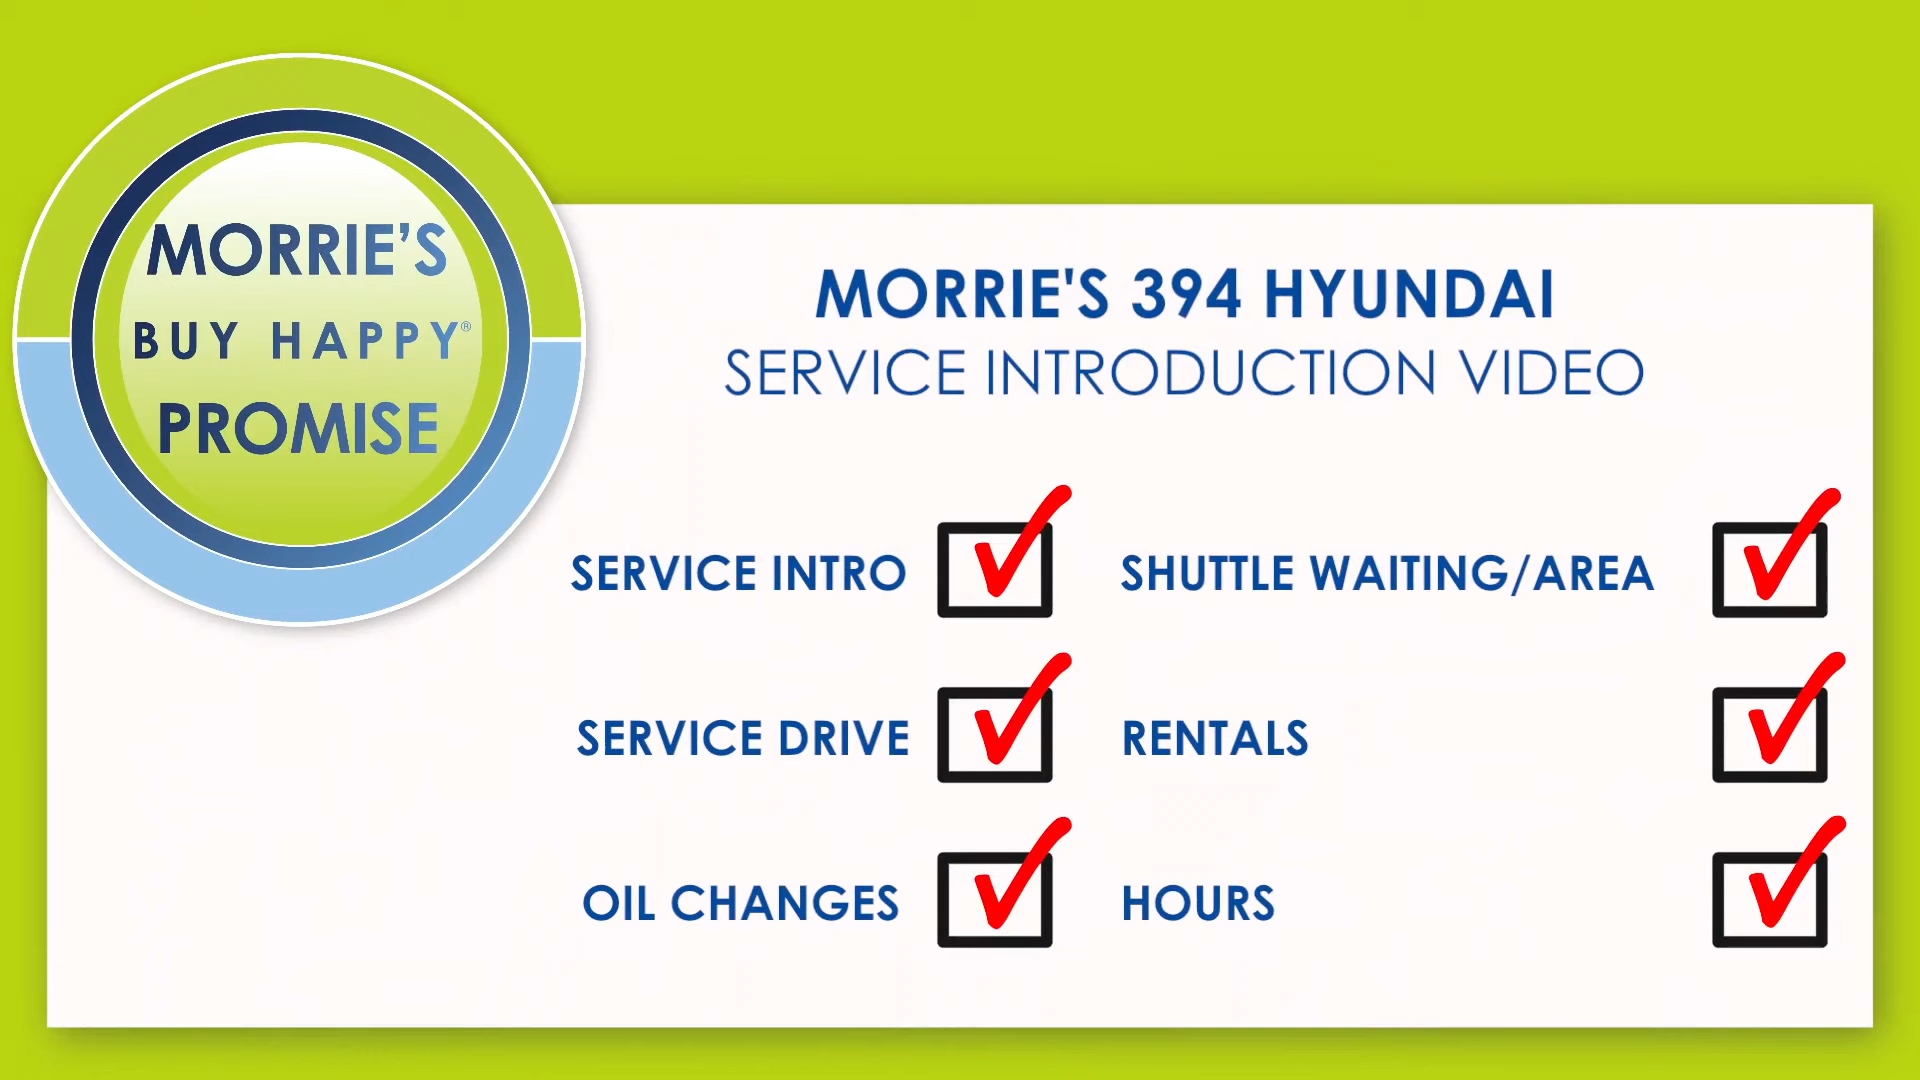 MORRIE'S
BUY HAPPY®
PROMISE
MORRIE'S 394 HYUNDAI
SERVICE INTRODUCTION VIDEO
SERVICE INTRO
SHUTTLE WAITING/AREA
SERVICE DRIVE
RENTALS
OIL CHANGES
HOURS